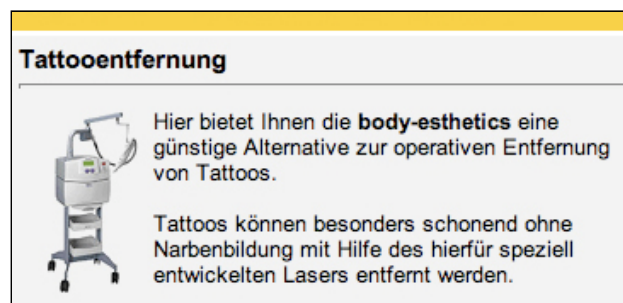 Tattooentfernung
Hier bietet Ihnen die body-esthetics eine
günstige Alternative zur operativen Entfernung
von Tattoos.
Tattoos können besonders schonend ohne
Narbenbildung mit Hilfe des hierfür speziell
entwickelten Lasers entfernt werden.